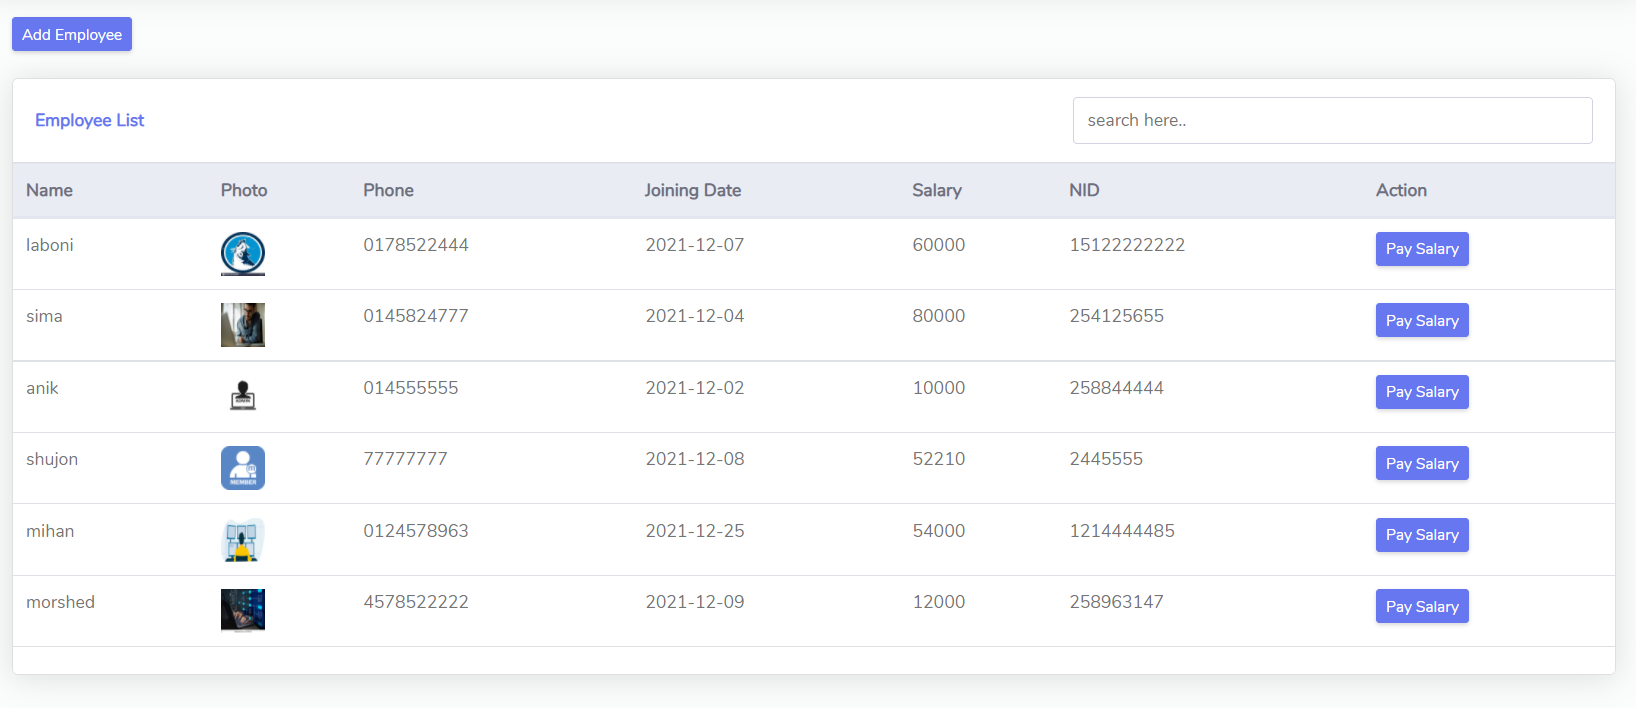 Add Employee
Employee List search here..
Name Photo Phone Joining Date Salary NID Action
laboni 0178522444 2021-12-07 60000 15122222222 Pay Salary
sima 0145824777 2021-12-04 80000 254125655 Pay Salary
anik 014555555 2021-12-02 10000 258844444 Pay Salary
shujon MEMBER 77777777 2021-12-08 52210 2445555 Pay Salary
mihan 0124578963 2021-12-25 54000 1214444485 Pay Salary
morshed 4578522222 2021-12-09 12000 258963147 Pay Salary